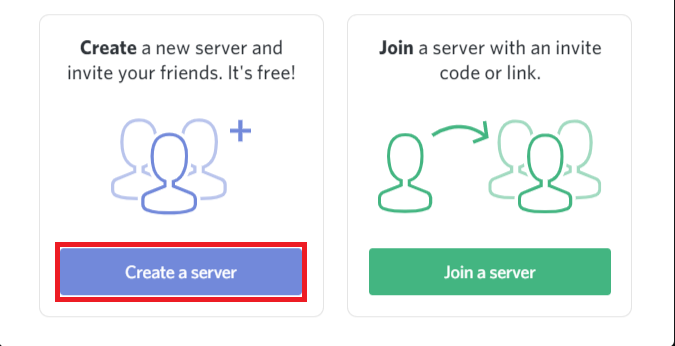 Create a new server and
invite your friends. It's free!
Create a server
Join a server with an invite
code or link.
Join a server